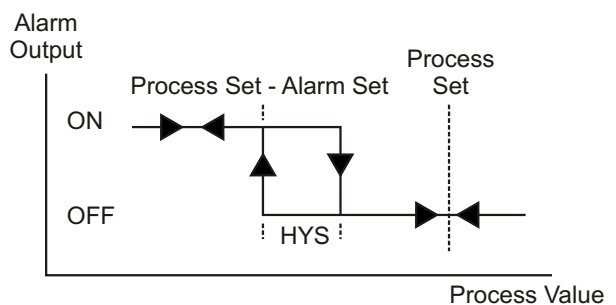 Alarm
Output
Process
Set
Process Set - Alarm Set
ON
OFF
HYS
Process Value